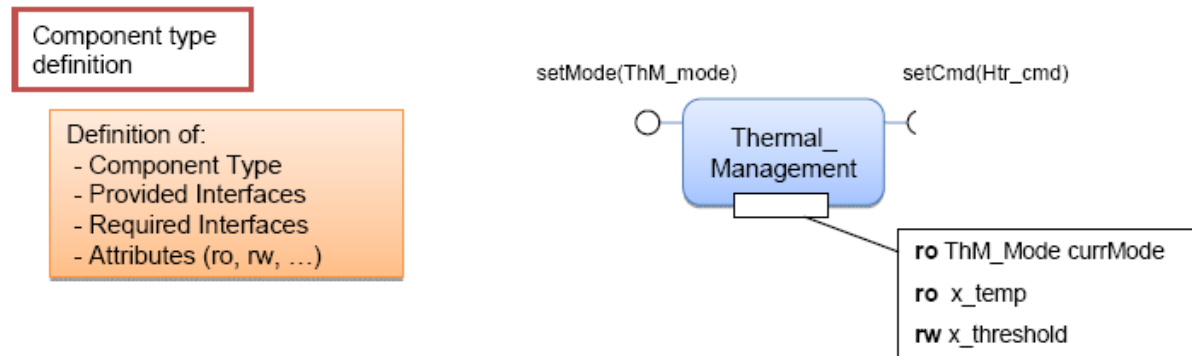 Component type
definition
Definition of:
- Component Type
- Provided Interfaces
- Required Interfaces
- Attributes (ro, rw, …)
setMode(ThM_mode)
setCmd(Htr_cmd)
Thermal_
Management
ro ThM_Mode currMode
ro x_temp
rw x_threshold